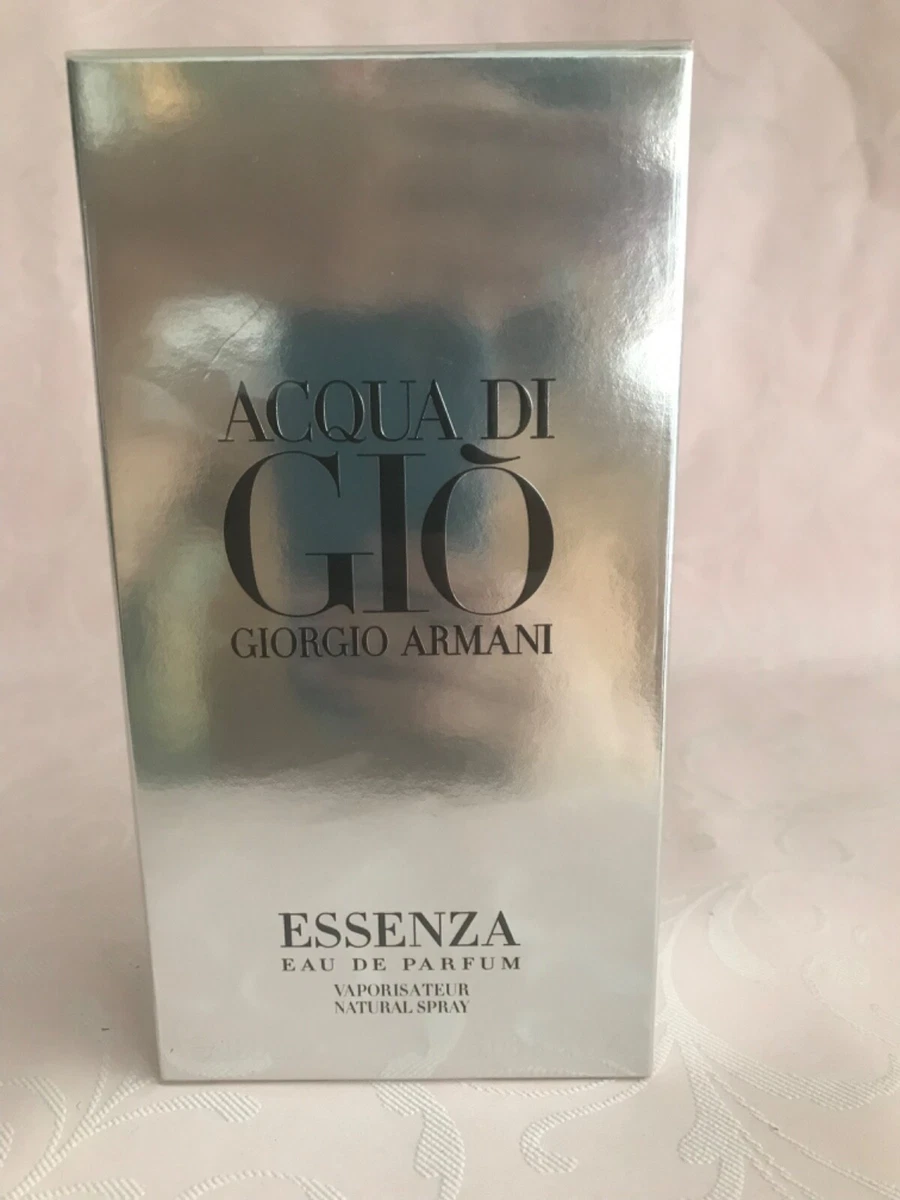 ACQUA DI
GIÒ
GIORGIO ARMANI
ESSENZA
EAU DE PARFUM
VAPORISATEUR
NATURAL SPRAY